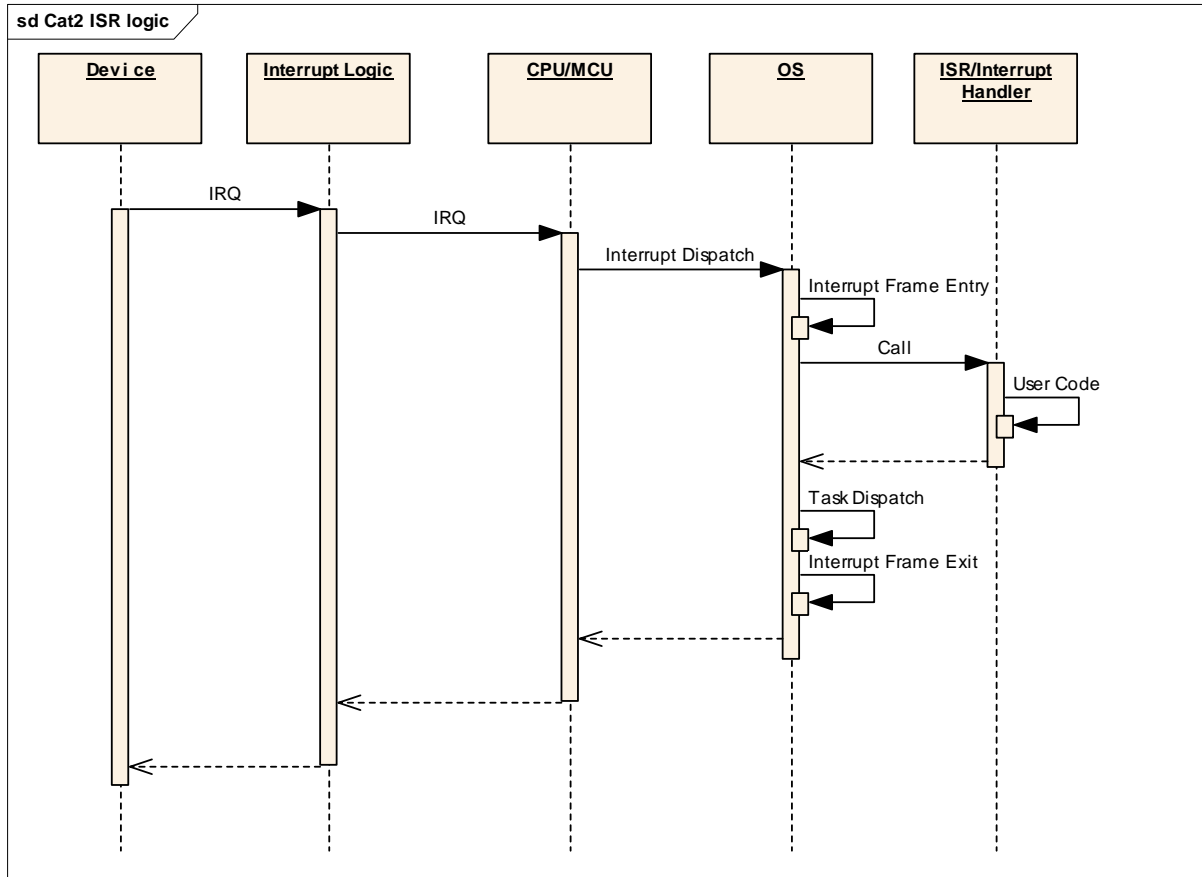 sd Cat2 ISR logic
Device
Interrupt Logic
CPU/MCU
OS
ISR/Interrupt
Handler
IRQ
IRQ
Interrupt Dispatch
Interrupt Frame Entry
Call
User Code
Task Dispatch
Interrupt Frame Exit